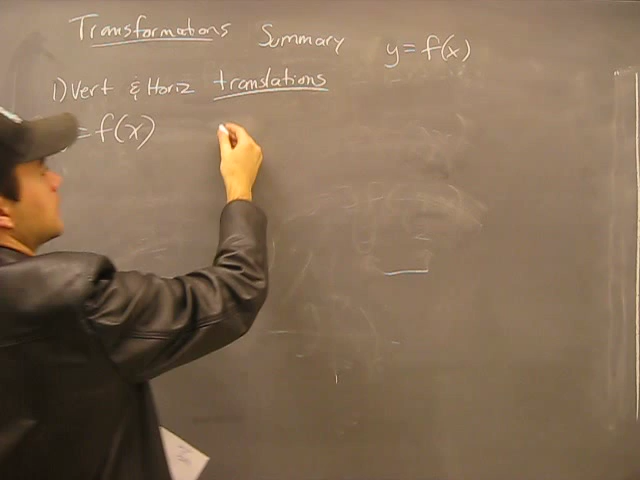 Transformations Summary y = f(x)
1) Vert & Horiz translations
= f(x)